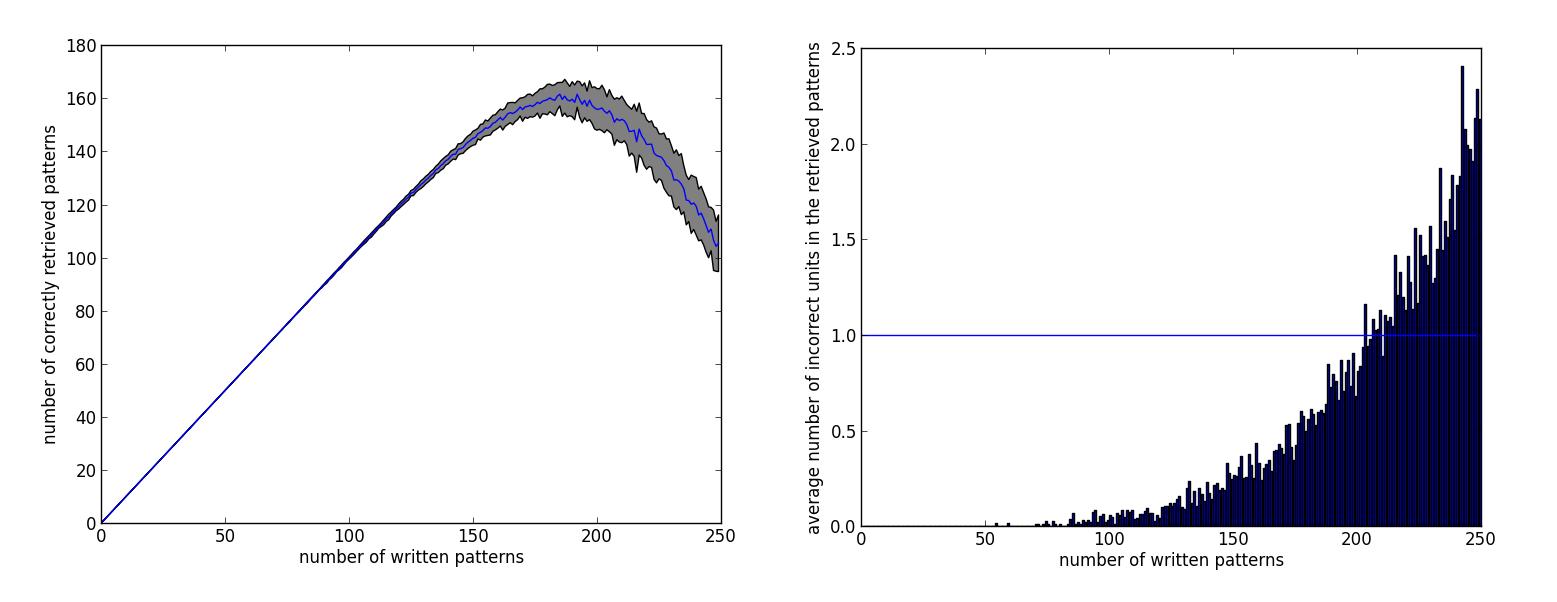 180
160
140
120
100
80
60
40
20
0
0 50 100 150 200 250
number of correctly retrieved patterns
number of written patterns
2.5
2.0
1.5
1.0
0.5
0.0
0 50 100 150 200 250
average number of incorrect units in the retrieved patterns
number of written patterns